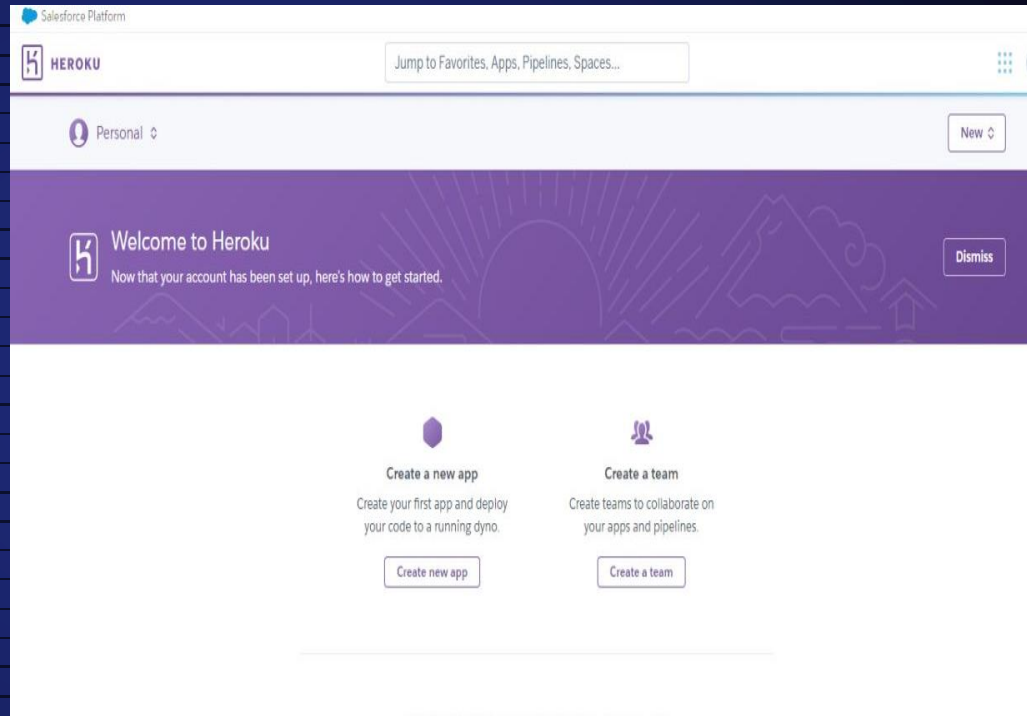 Salesforce Platform
HEROKU
Jump to Favorites, Apps, Pipelines, Spaces...
Personal
New
Welcome to Heroku
Now that your account has been set up, here's how to get started.
Dismiss
Create a new app
Create your first app and deploy
your code to a running dyno.
Create new app
Create a team
Create teams to collaborate on
your apps and pipelines.
Create a team